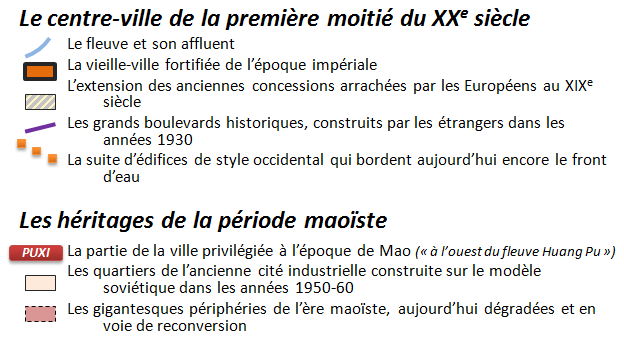 Le centre-ville de la première moitié du XXe siècle
Le fleuve et son affluent
La vieille-ville fortifiée de l'époque impériale
L'extension des anciennes concessions arrachées par les Européens au XIXe
siècle
Les grands boulevards historiques, construits par les étrangers dans les
années 1930
La suite d'édifices de style occidental qui bordent aujourd'hui encore le front
d'eau
Les héritages de la période maoïste
PUXI La partie de la ville privilégiée à l'époque de Mao (« à l'ouest du fleuve Huang Pu »)
Les quartiers de l'ancienne cité industrielle construite sur le modèle
soviétique dans les années 1950-60
Les gigantesques périphéries de l'ère maoïste, aujourd'hui dégradées et en
voie de reconversion